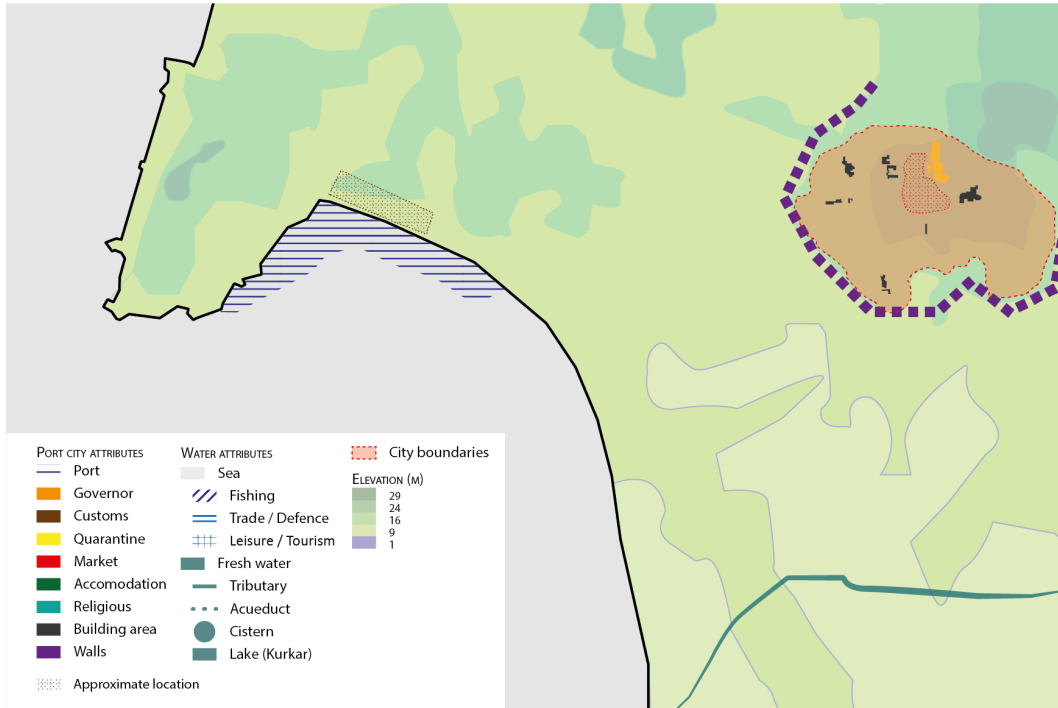 PORT CITY ATTRIBUTES
Port
Governor
Customs
Quarantine
Market
Accomodation
Religious
Building area
Walls
Approximate location
WATER ATTRIBUTES
Sea
Fishing
Trade / Defence
Leisure / Tourism
Fresh water
Tributary
Acueduct
Cistern
Lake (Kurkar)
City boundaries
ELEVATION (M)
29
24
16
9
1